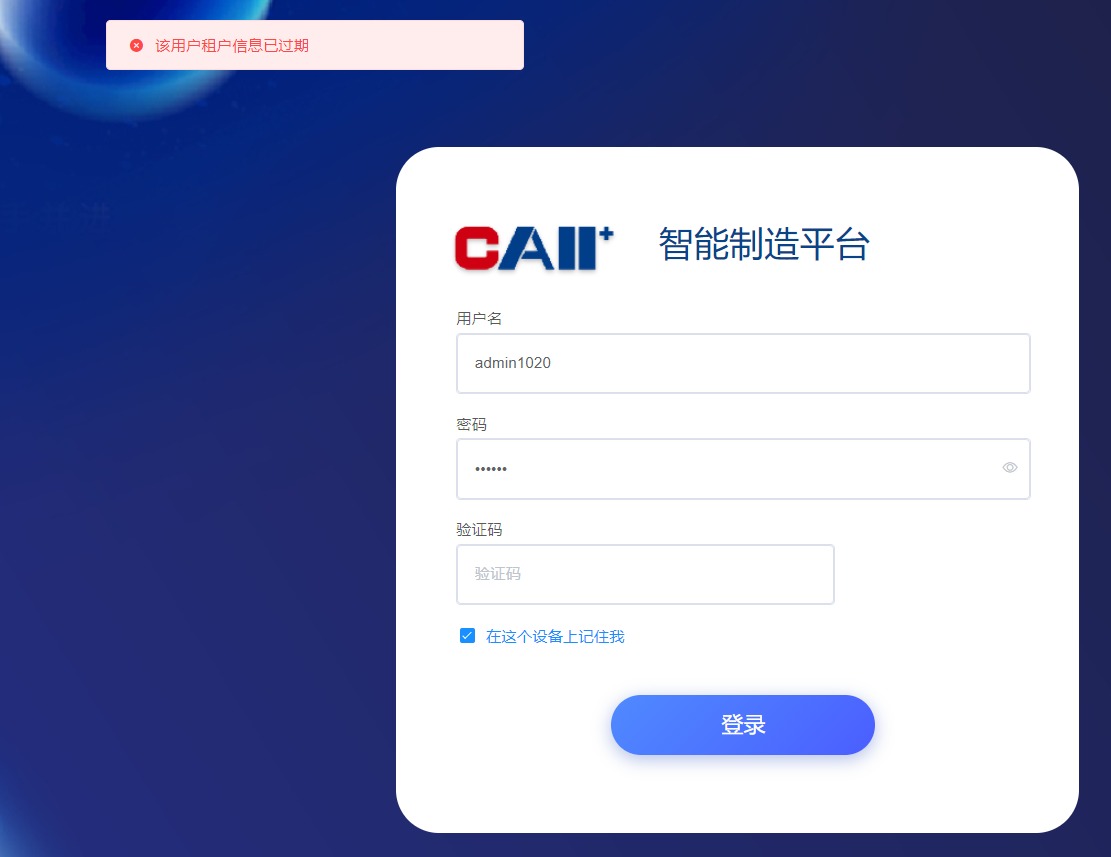 该用户租户信息已过期
CAII+ 智能制造平台
用户名
admin1020
密码
••••••
验证码
验证码
在这个设备上记住我
登录